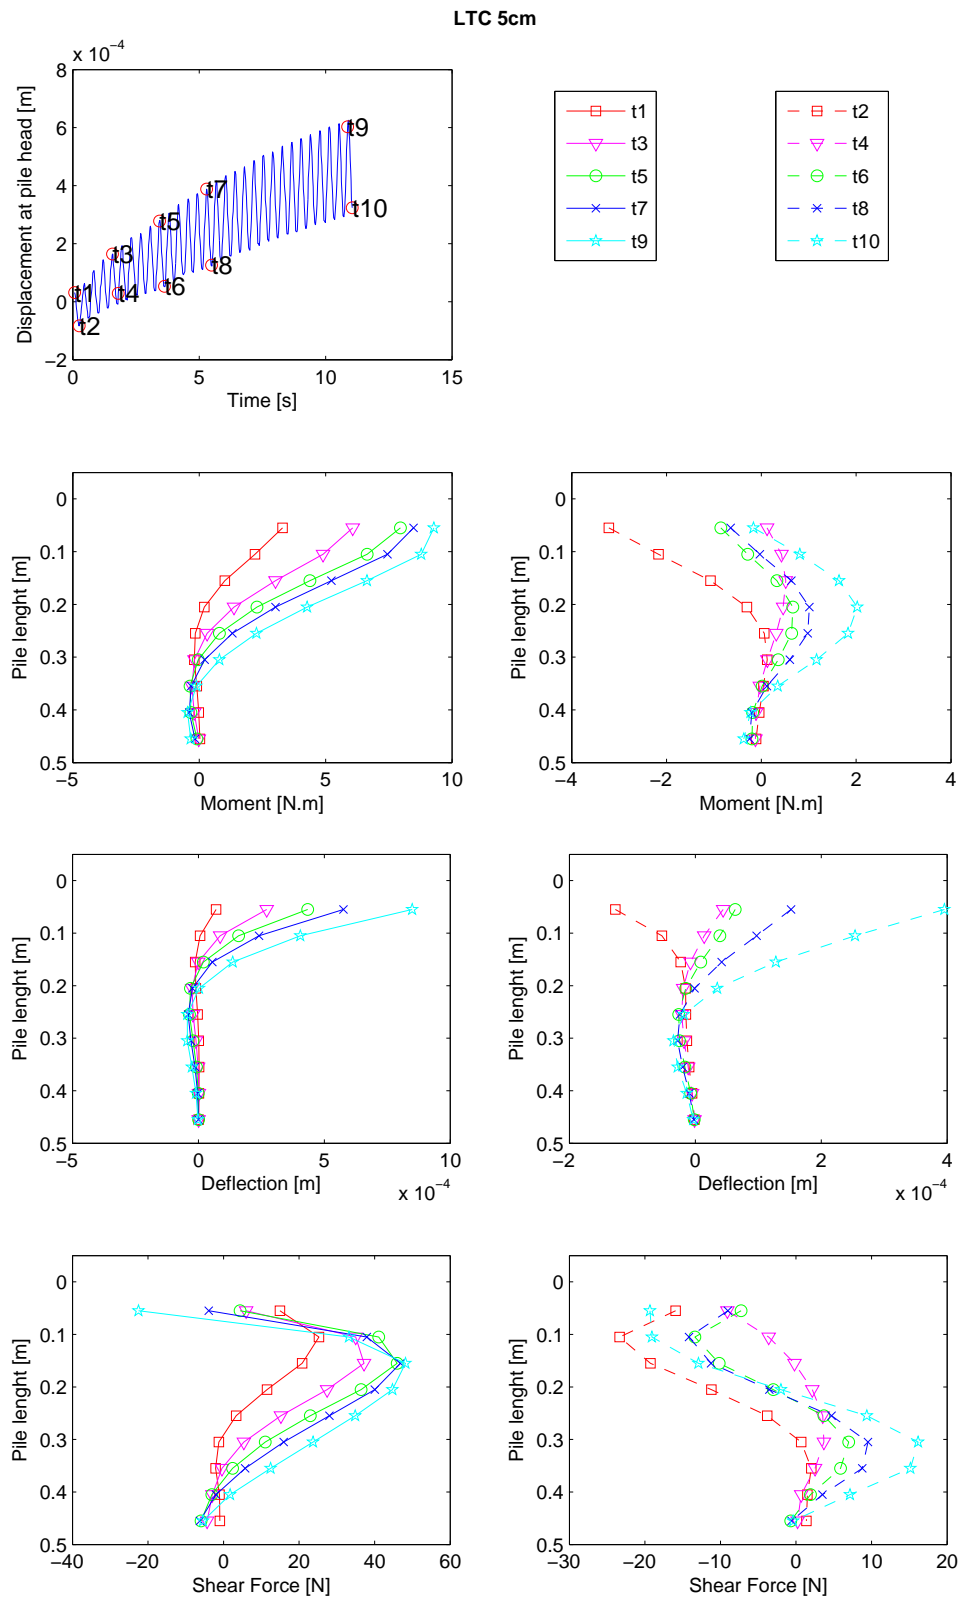 LTC 5cm
x 10−4
8
6
4
2
0
−2
0 5 10 15
Displacement at pile head [m]
Time [s]
t1
t2
t3
t4
t5
t6
t7
t8
t9
t10
t1
t3
t5
t7
t9
t2
t4
t6
t8
t10
0
0.1
0.2
0.3
0.4
0.5
−5 0 5 10
Pile lenght [m]
Moment [N.m]
0
0.1
0.2
0.3
0.4
0.5
−4 −2 0 2 4
Pile lenght [m]
Moment [N.m]
0
0.1
0.2
0.3
0.4
0.5
−5 0 5 10
Pile lenght [m]
Deflection [m]
x 10−4
0
0.1
0.2
0.3
0.4
0.5
−2 0 2 4
Pile lenght [m]
Deflection [m]
x 10−4
0
0.1
0.2
0.3
0.4
0.5
−40 −20 0 20 40 60
Pile lenght [m]
Shear Force [N]
0
0.1
0.2
0.3
0.4
0.5
−30 −20 −10 0 10 20
Pile lenght [m]
Shear Force [N]